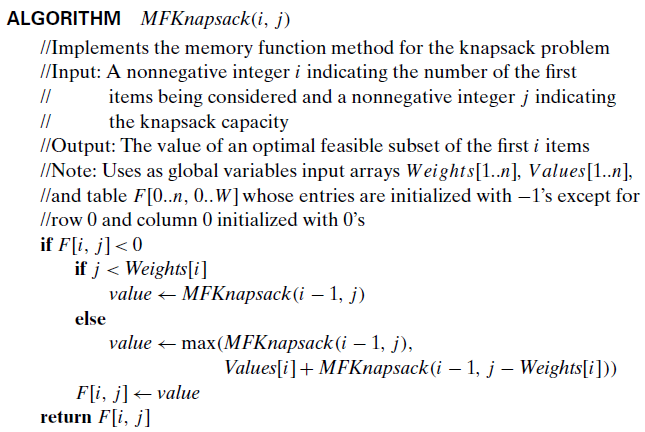 ALGORITHM MFKnapsack(i, j)
//Implements the memory function method for the knapsack problem
//Input: A nonnegative integer i indicating the number of the first
// items being considered and a nonnegative integer j indicating
// the knapsack capacity
//Output: The value of an optimal feasible subset of the first i items
//Note: Uses as global variables input arrays Weights[1..n], Values[1..n],
//and table F[0..n, 0..W] whose entries are initialized with −1's except for
//row 0 and column 0 initialized with 0's
if F[i, j] < 0
if j < Weights[i]
value ← MFKnapsack(i − 1, j)
else
value ← max(MFKnapsack(i − 1, j),
Values[i] + MFKnapsack(i − 1, j − Weights[i]))
F[i, j] ← value
return F[i, j]